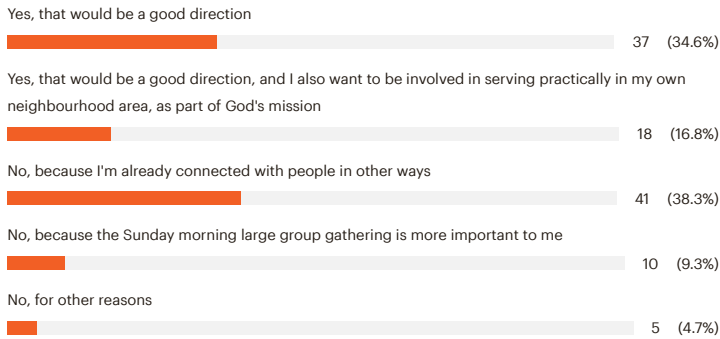 Yes, that would be a good direction
37 (34.6%)
Yes, that would be a good direction, and I also want to be involved in serving practically in my own
neighbourhood area, as part of God's mission
18 (16.8%)
No, because I'm already connected with people in other ways
41 (38.3%)
No, because the Sunday morning large group gathering is more important to me
10 (9.3%)
No, for other reasons
5 (4.7%)